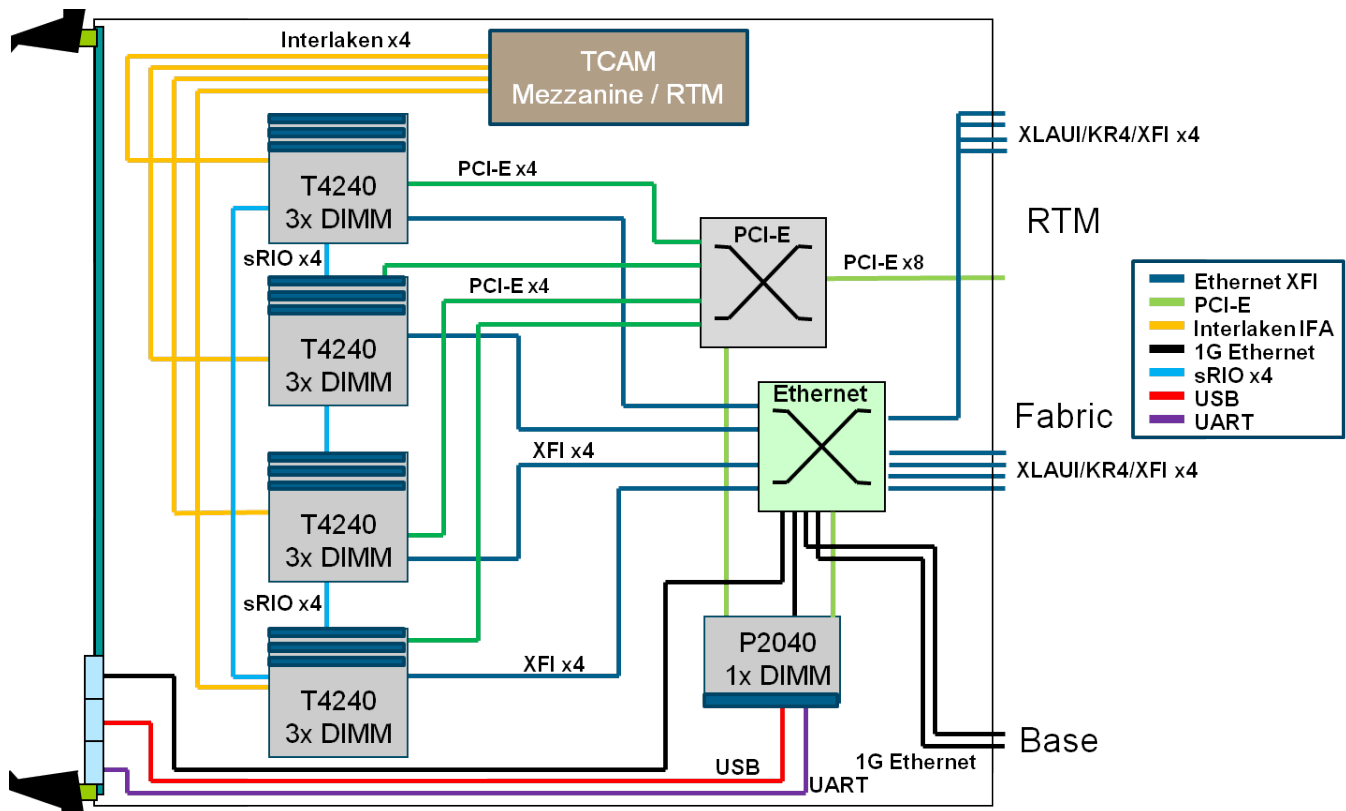 Interlaken x4
TCAM
Mezzanine / RTM
XLAUI/KR4/XFI x4
T4240
3x DIMM
PCI-E x4
RTM
PCI-E
sRIO x4
PCI-E x8
PCI-E x4
T4240
3x DIMM
Ethernet XFI
PCI-E
Interlaken IFA
1G Ethernet
sRIO x4
USB
UART
Ethernet
Fabric
XFI x4
XLAUI/KR4/XFI x4
T4240
3x DIMM
sRIO x4
P2040
1x DIMM
XFI x4
T4240
3x DIMM
Base
1G Ethernet
USB
UART